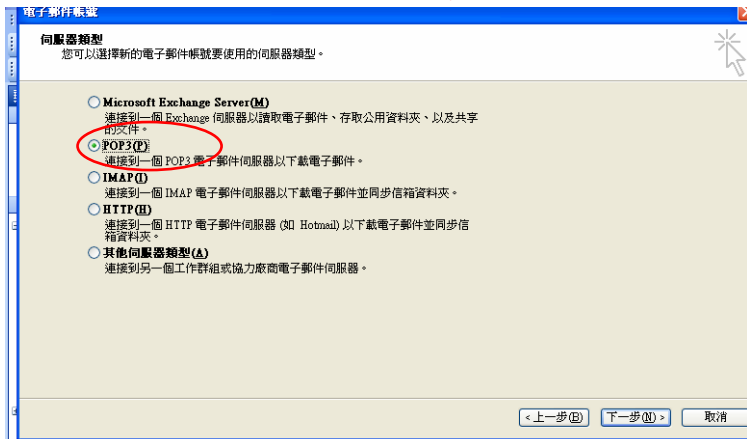 電子郵件帳號
伺服器類型
您可以選擇新的電子郵件帳號要使用的伺服器類型。
Microsoft Exchange Server(M)
連接到一個 Exchange 伺服器以讀取電子郵件、存取公用資料夾、以及共享
的文件。
POP3(P)
連接到一個 POP3 電子郵件伺服器以下載電子郵件。
IMAP(I)
連接到一個 IMAP 電子郵件伺服器以下載電子郵件並同步信箱資料夾。
HTTP(H)
連接到一個 HTTP 電子郵件伺服器 (如 Hotmail) 以下載電子郵件並同步信
箱資料夾。
其他伺服器類型(A)
連接到另一個工作群組或協力廠商電子郵件伺服器。
<上一步(B) 下一步(N)> 取消